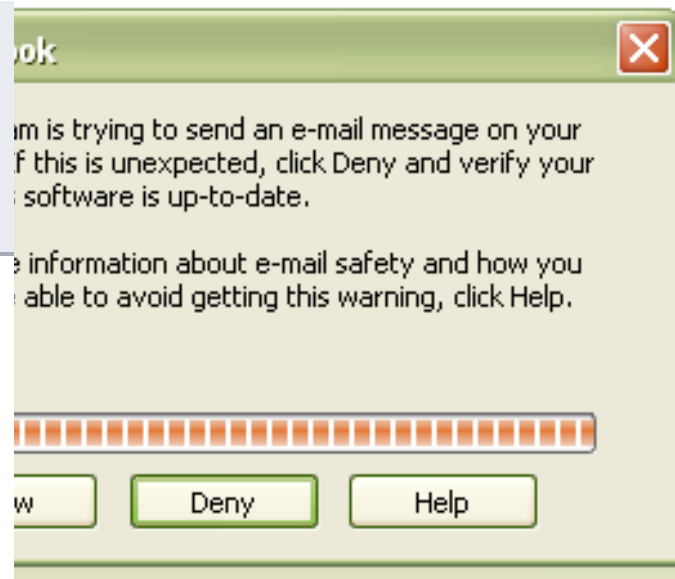 ook
am is trying to send an e-mail message on your
If this is unexpected, click Deny and verify your
s software is up-to-date.
e information about e-mail safety and how you
e able to avoid getting this warning, click Help.
w Deny Help